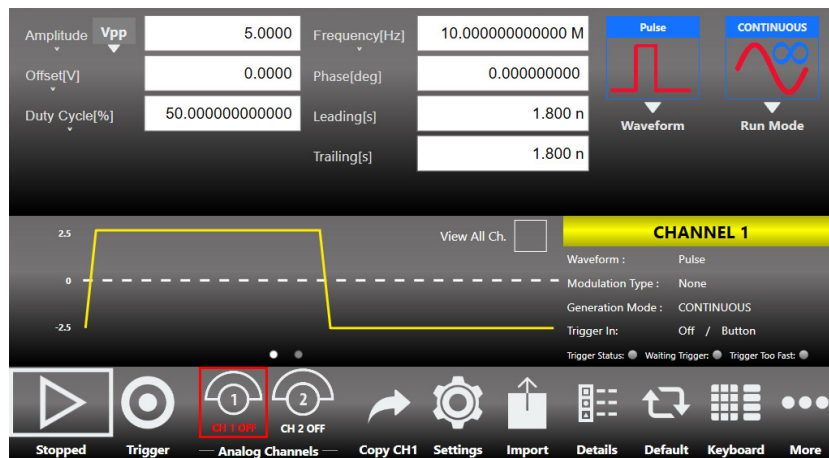 Amplitude Vpp 5.0000 Frequency[Hz] 10.000000000000 M Pulse CONTINUOUS
Offset[V] 0.0000 Phase[deg] 0.000000000
Duty Cycle[%] 50.000000000000 Leading[s] 1.800 n Waveform Run Mode
Trailing[s] 1.800 n
2.5 View All Ch. CHANNEL 1
Waveform : Pulse
0 Modulation Type : None
Generation Mode : CONTINUOUS
-2.5 Trigger In: Off / Button
Trigger Status: Waiting Trigger: Trigger Too Fast:
1 2
CH 1 OFF CH 2 OFF
Stopped Trigger Analog Channels Copy CH1 Settings Import Details Default Keyboard More